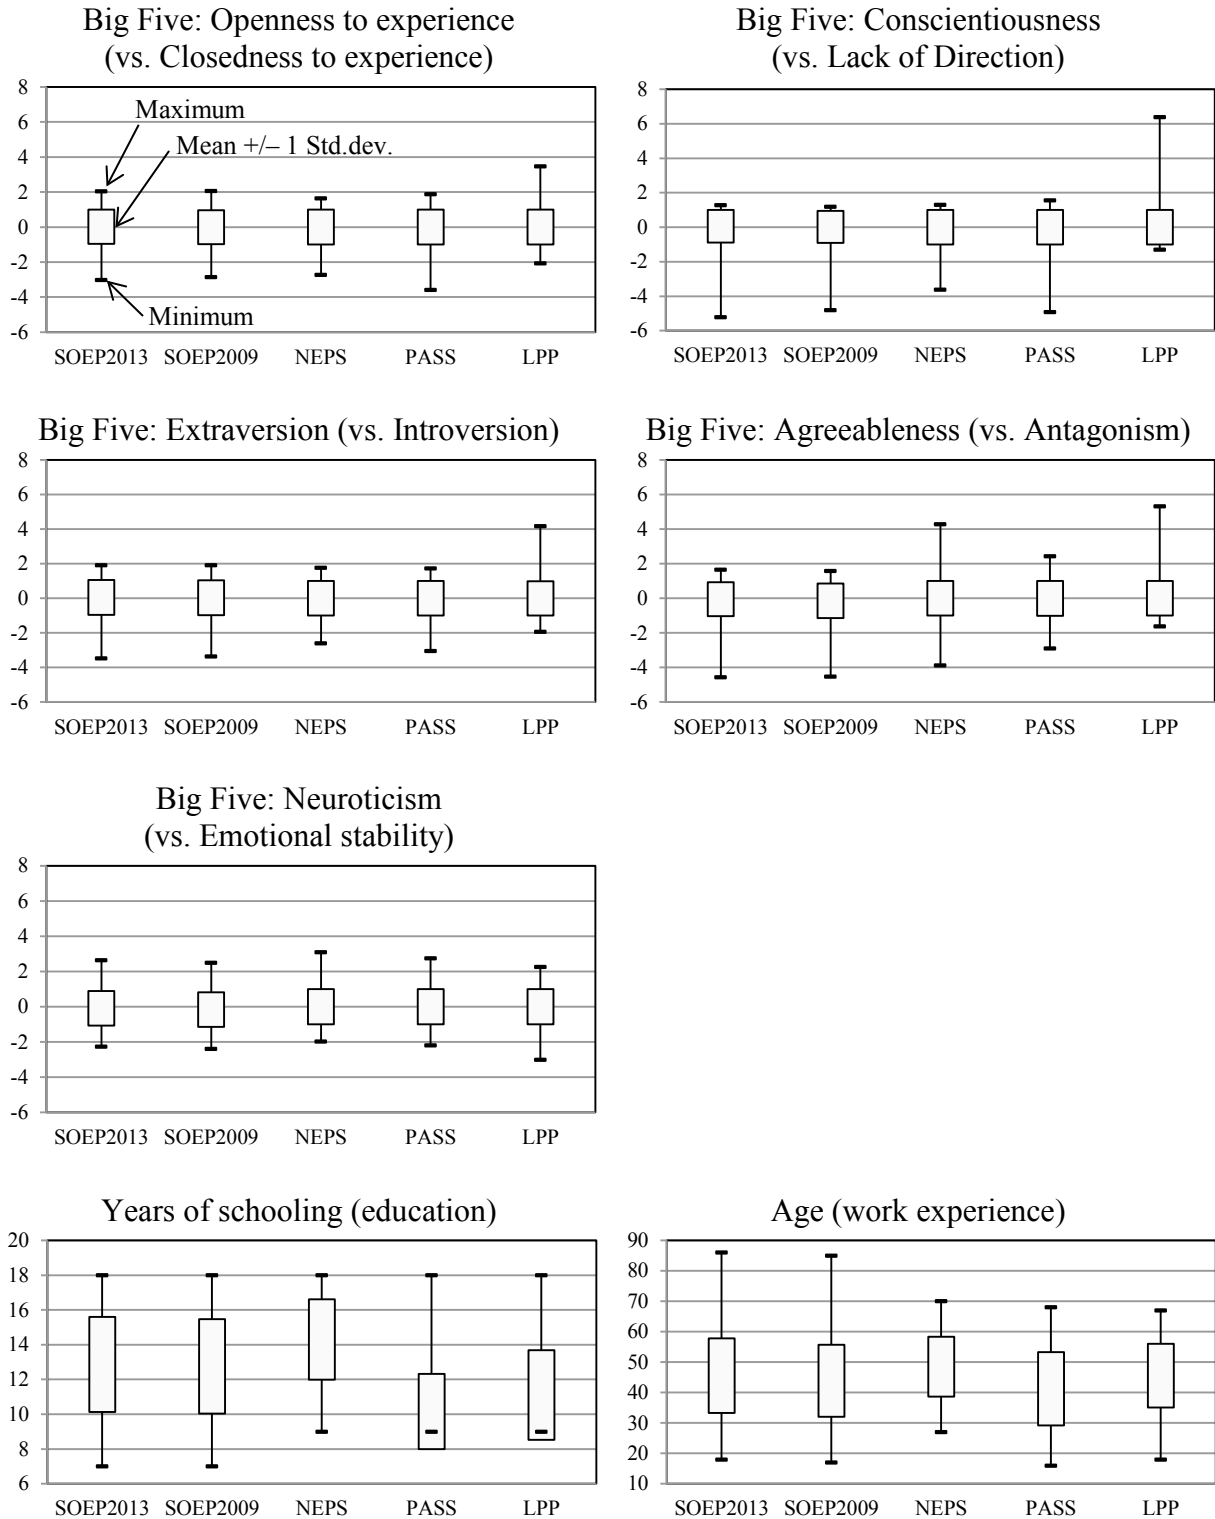 Big Five: Openness to experience
(vs. Closedness to experience)
8
6
4
2
0
-2
-4
-6
Maximum
Mean +/– 1 Std.dev.
Minimum
SOEP2013 SOEP2009 NEPS PASS LPP
Big Five: Conscientiousness
(vs. Lack of Direction)
8
6
4
2
0
-2
-4
-6
SOEP2013 SOEP2009 NEPS PASS LPP
Big Five: Extraversion (vs. Introversion)
8
6
4
2
0
-2
-4
-6
SOEP2013 SOEP2009 NEPS PASS LPP
Big Five: Agreeableness (vs. Antagonism)
8
6
4
2
0
-2
-4
-6
SOEP2013 SOEP2009 NEPS PASS LPP
Big Five: Neuroticism
(vs. Emotional stability)
8
6
4
2
0
-2
-4
-6
SOEP2013 SOEP2009 NEPS PASS LPP
Years of schooling (education)
20
18
16
14
12
10
8
6
SOEP2013 SOEP2009 NEPS PASS LPP
Age (work experience)
90
80
70
60
50
40
30
20
10
SOEP2013 SOEP2009 NEPS PASS LPP